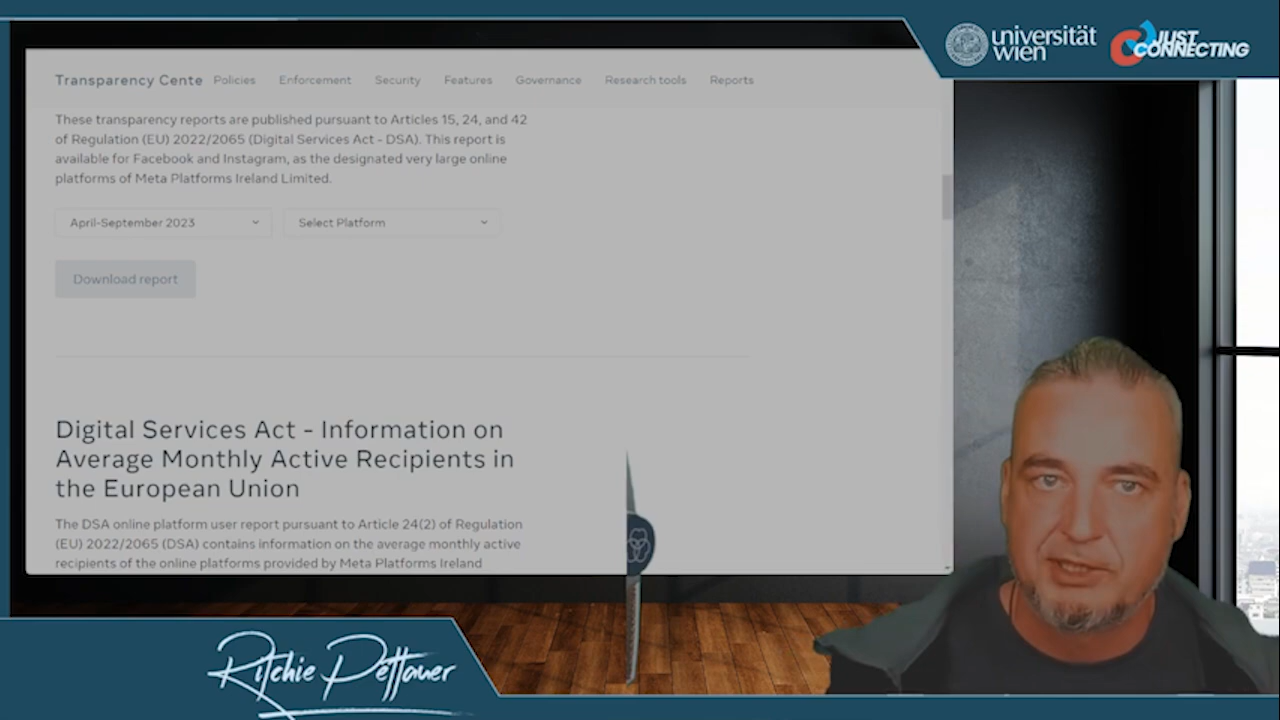 universität
wien
JUST
CONNECTING
Transparency Cente Policies Enforcement Security Features Governance Research tools Reports
These transparency reports are published pursuant to Articles 15, 24, and 42
of Regulation (EU) 2022/2065 (Digital Services Act - DSA). This report is
available for Facebook and Instagram, as the designated very large online
platforms of Meta Platforms Ireland Limited.
April-September 2023 Select Platform
Download report
Digital Services Act - Information on
Average Monthly Active Recipients in
the European Union
The DSA online platform user report pursuant to Article 24(2) of Regulation
(EU) 2022/2065 (DSA) contains information on the average monthly active
recipients of the online platforms provided by Meta Platforms Ireland
Ritchie Pettauer